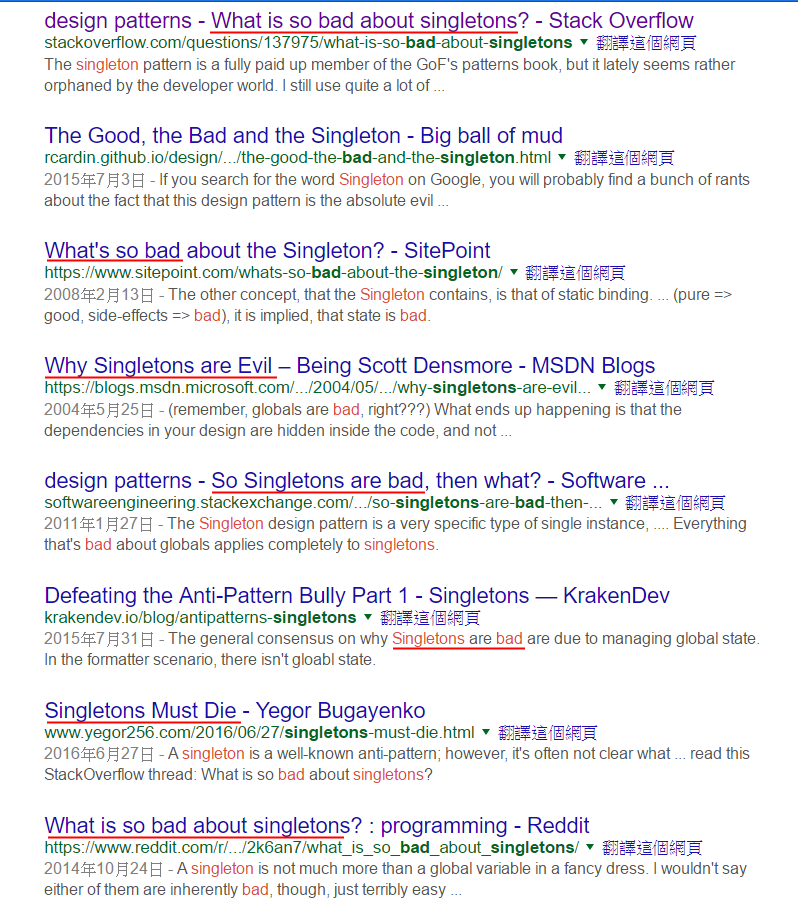 design patterns - What is so bad about singletons? - Stack Overflow
stackoverflow.com/questions/137975/what-is-so-bad-about-singletons ▼ 翻譯這個網頁
The singleton pattern is a fully paid up member of the GoF's patterns book, but it lately seems rather
orphaned by the developer world. I still use quite a lot of ...
The Good, the Bad and the Singleton - Big ball of mud
rcardin.github.io/design/.../the-good-the-bad-and-the-singleton.html ▼ 翻譯這個網頁
2015年7月3日 - If you search for the word Singleton on Google, you will probably find a bunch of rants
about the fact that this design pattern is the absolute evil ...
What's so bad about the Singleton? - SitePoint
https://www.sitepoint.com/whats-so-bad-about-the-singleton/ ▼ 翻譯這個網頁
2008年2月13日 - The other concept, that the Singleton contains, is that of static binding. ... (pure =>
good, side-effects => bad), it is implied, that state is bad.
Why Singletons are Evil – Being Scott Densmore - MSDN Blogs
https://blogs.msdn.microsoft.com/.../2004/05/.../why-singletons-are-evil... ▼ 翻譯這個網頁
2004年5月25日 - (remember, globals are bad, right???) What ends up happening is that the
dependencies in your design are hidden inside the code, and not ...
design patterns - So Singletons are bad, then what? - Software ...
softwareengineering.stackexchange.com/.../so-singletons-are-bad-then-... ▼ 翻譯這個網頁
2011年1月27日 - The Singleton design pattern is a very specific type of single instance, .... Everything
that's bad about globals applies completely to singletons.
Defeating the Anti-Pattern Bully Part 1 - Singletons — KrakenDev
krakendev.io/blog/antipatterns-singletons ▼ 翻譯這個網頁
2015年7月31日 - The general consensus on why Singletons are bad are due to managing global state.
In the formatter scenario, there isn't gloabl state.
Singletons Must Die - Yegor Bugayenko
www.yegor256.com/2016/06/27/singletons-must-die.html ▼ 翻譯這個網頁
2016年6月27日 - A singleton is a well-known anti-pattern; however, it's often not clear what ... read this
StackOverflow thread: What is so bad about singletons?
What is so bad about singletons? : programming - Reddit
https://www.reddit.com/r/.../2k6an7/what_is_so_bad_about_singletons/ ▼ 翻譯這個網頁
2014年10月24日 - A singleton is not much more than a global variable in a fancy dress. I wouldn't say
either of them are inherently bad, though, just terribly easy ...